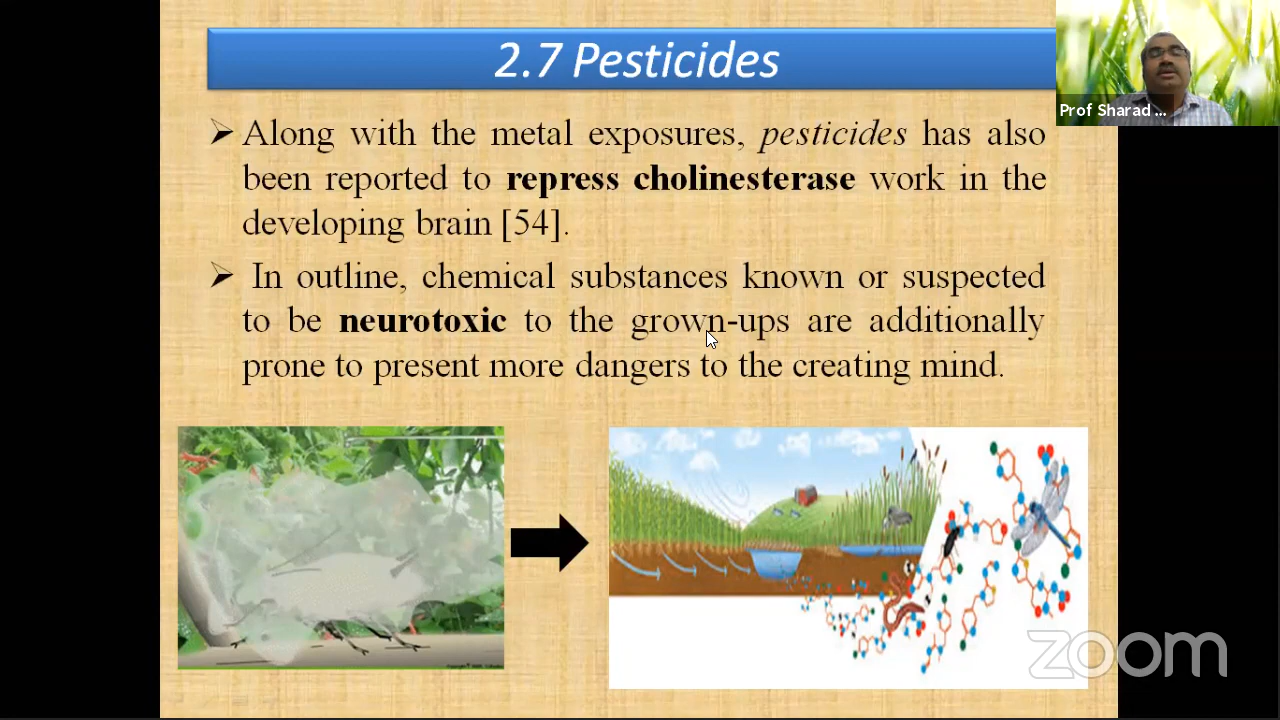 2.7 Pesticides
Prof Sharad ...
➢ Along with the metal exposures, pesticides has also
been reported to repress cholinesterase work in the
developing brain [54].
➢ In outline, chemical substances known or suspected
to be neurotoxic to the grown-ups are additionally
prone to present more dangers to the creating mind.
zoom